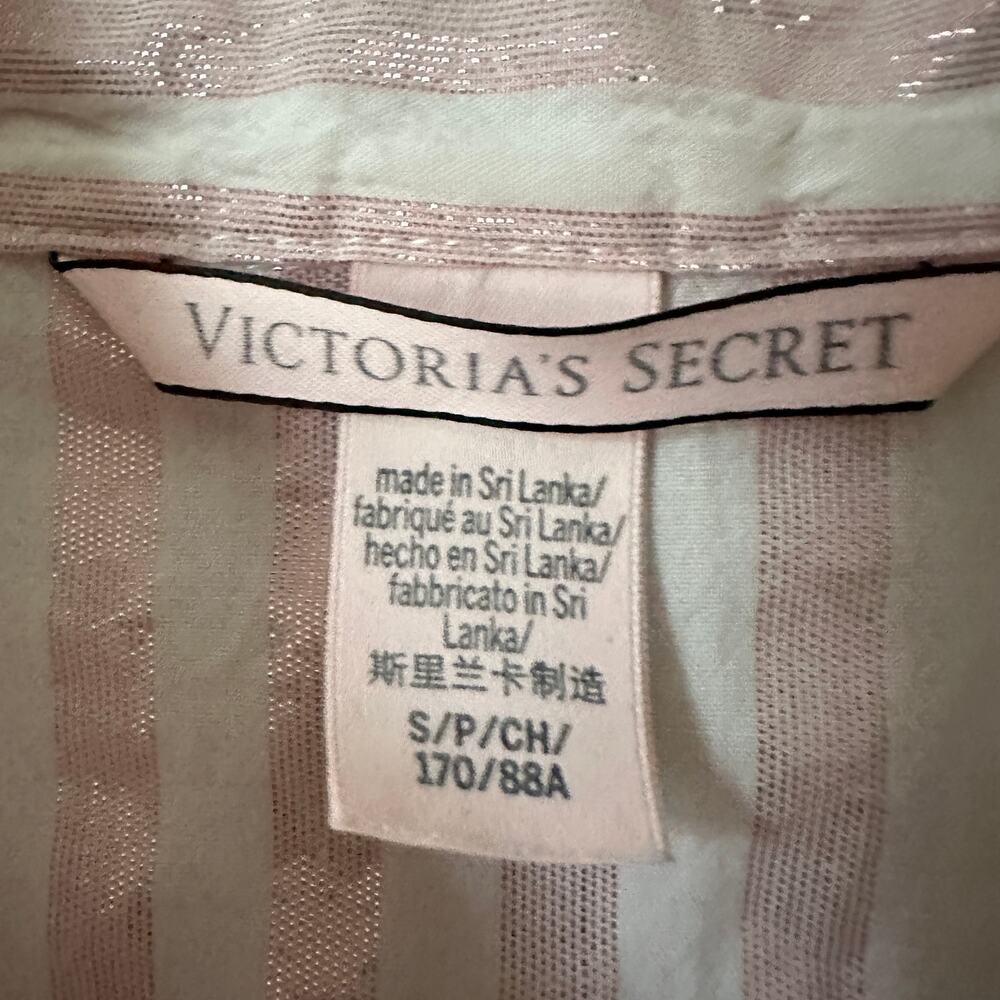 VICTORIA'S SECRET
made in Sri Lanka/
fabriqué au Sri Lanka/
hecho en Sri Lanka/
fabbricato in Sri
Lanka/
斯里兰卡制造
S/P/CH/
170/88A